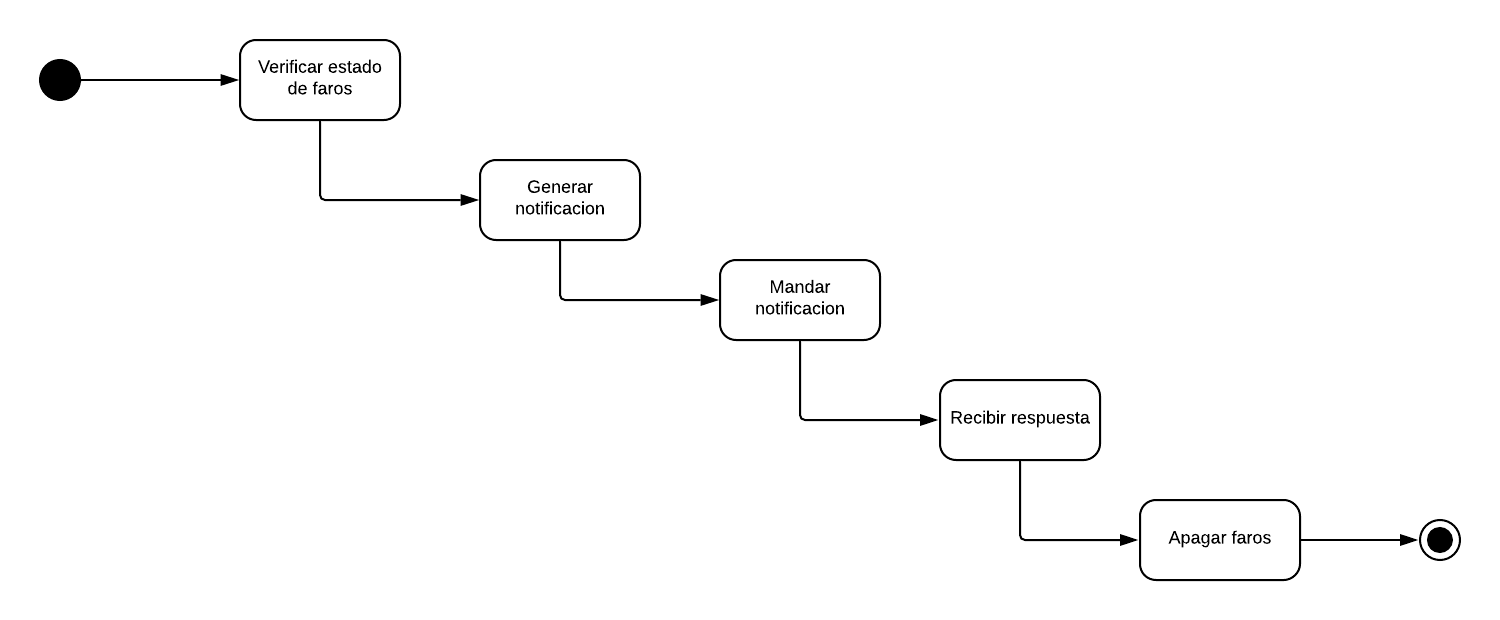 Verificar estado
de faros
Generar
notificacion
Mandar
notificacion
Recibir respuesta
Apagar faros